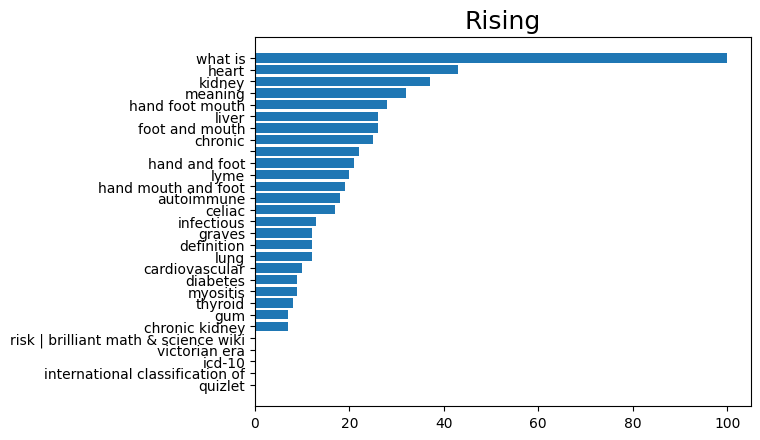 Rising
what is
heart
kidney
meaning
hand foot mouth
liver
foot and mouth
chronic
hand and foot
lyme
hand mouth and foot
autoimmune
celiac
infectious
graves
definition
lung
cardiovascular
diabetes
myositis
thyroid
gum
chronic kidney
risk | brilliant math & science wiki
victorian era
icd-10
international classification of
quizlet
0 20 40 60 80 100